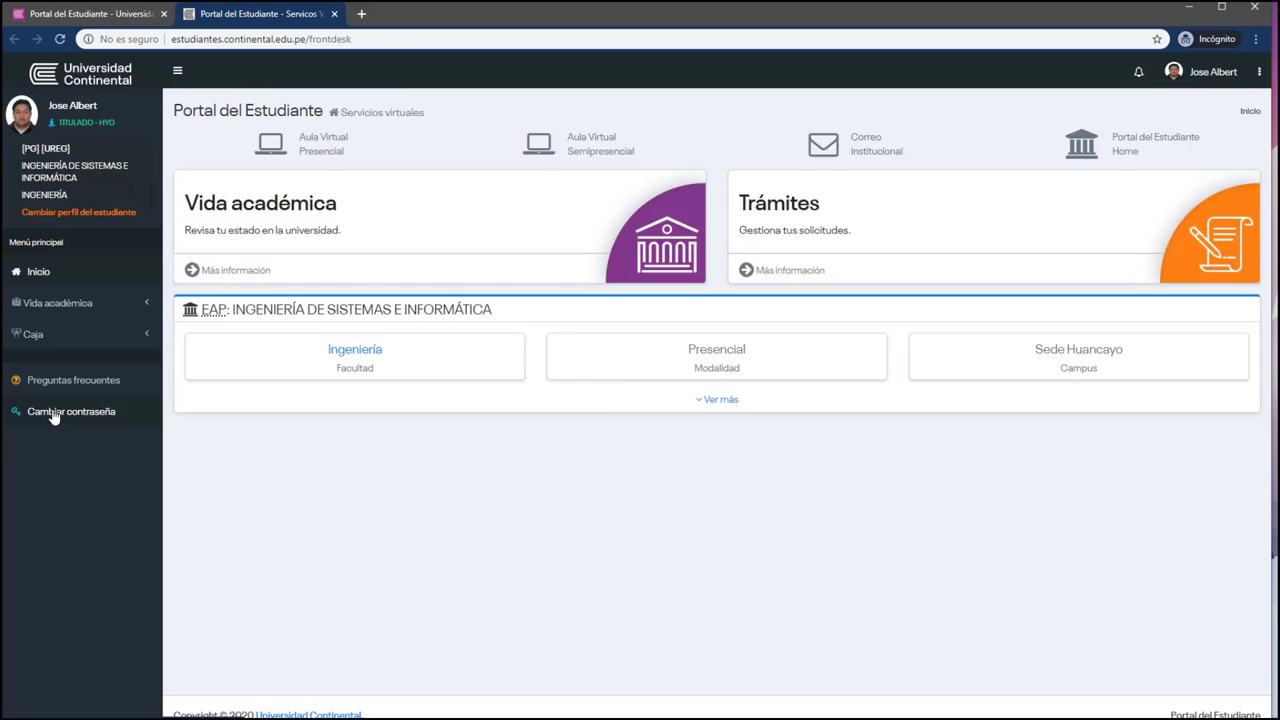 Portal del Estudiante - Universid
Portal del Estudiante - Servicos V
No es seguro
estudiantes.continental.edu.pe/frontdesk
Incógnito
Universidad
Continental
Jose Albert
Jose Albert
TITULADO - HYO
[PG] [UREG]
INGENIERÍA DE SISTEMAS E
INFORMÁTICA
INGENIERÍA
Cambiar perfil del estudiante
Menú principal
Inicio
Vida académica
Caja
Preguntas frecuentes
Cambiar contraseña
Portal del Estudiante
Servicios virtuales
Inicio
Aula Virtual
Presencial
Aula Virtual
Semipresencial
Correo
Institucional
Portal del Estudiante
Home
Vida académica
Revisa tu estado en la universidad.
Más información
Trámites
Gestiona tus solicitudes.
Más información
EAP: INGENIERÍA DE SISTEMAS E INFORMÁTICA
Ingeniería
Facultad
Presencial
Modalidad
Sede Huancayo
Campus
Ver más
Copyright © 2020 Universidad Continental.
Portal del Estudiante